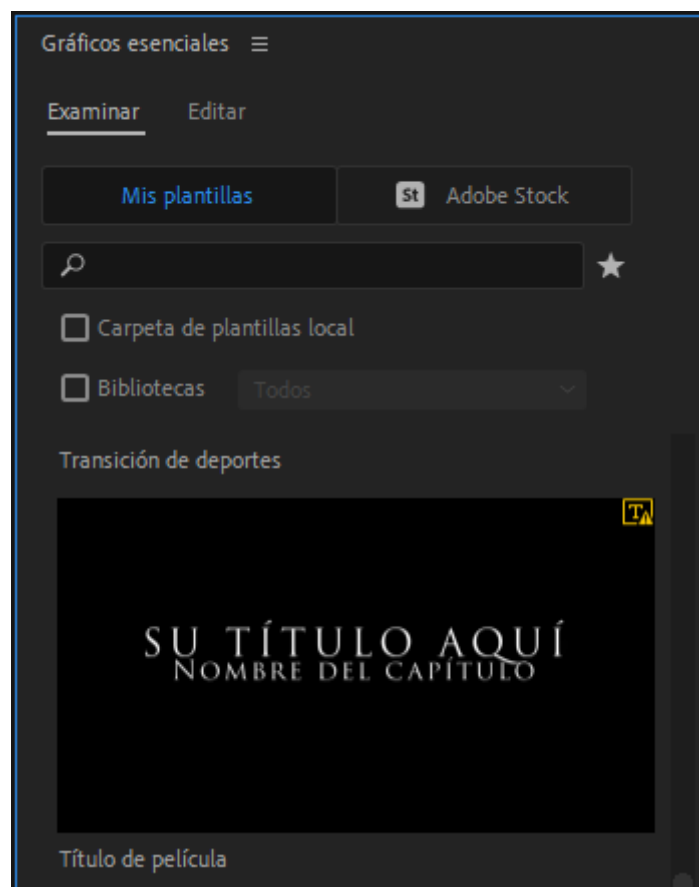 Gráficos esenciales
Examinar Editar
Mis plantillas St Adobe Stock
Carpeta de plantillas local
Bibliotecas Todos
Transición de deportes
T
SU TÍTULO AQUÍ
NOMBRE DEL CAPÍTULO
Título de película